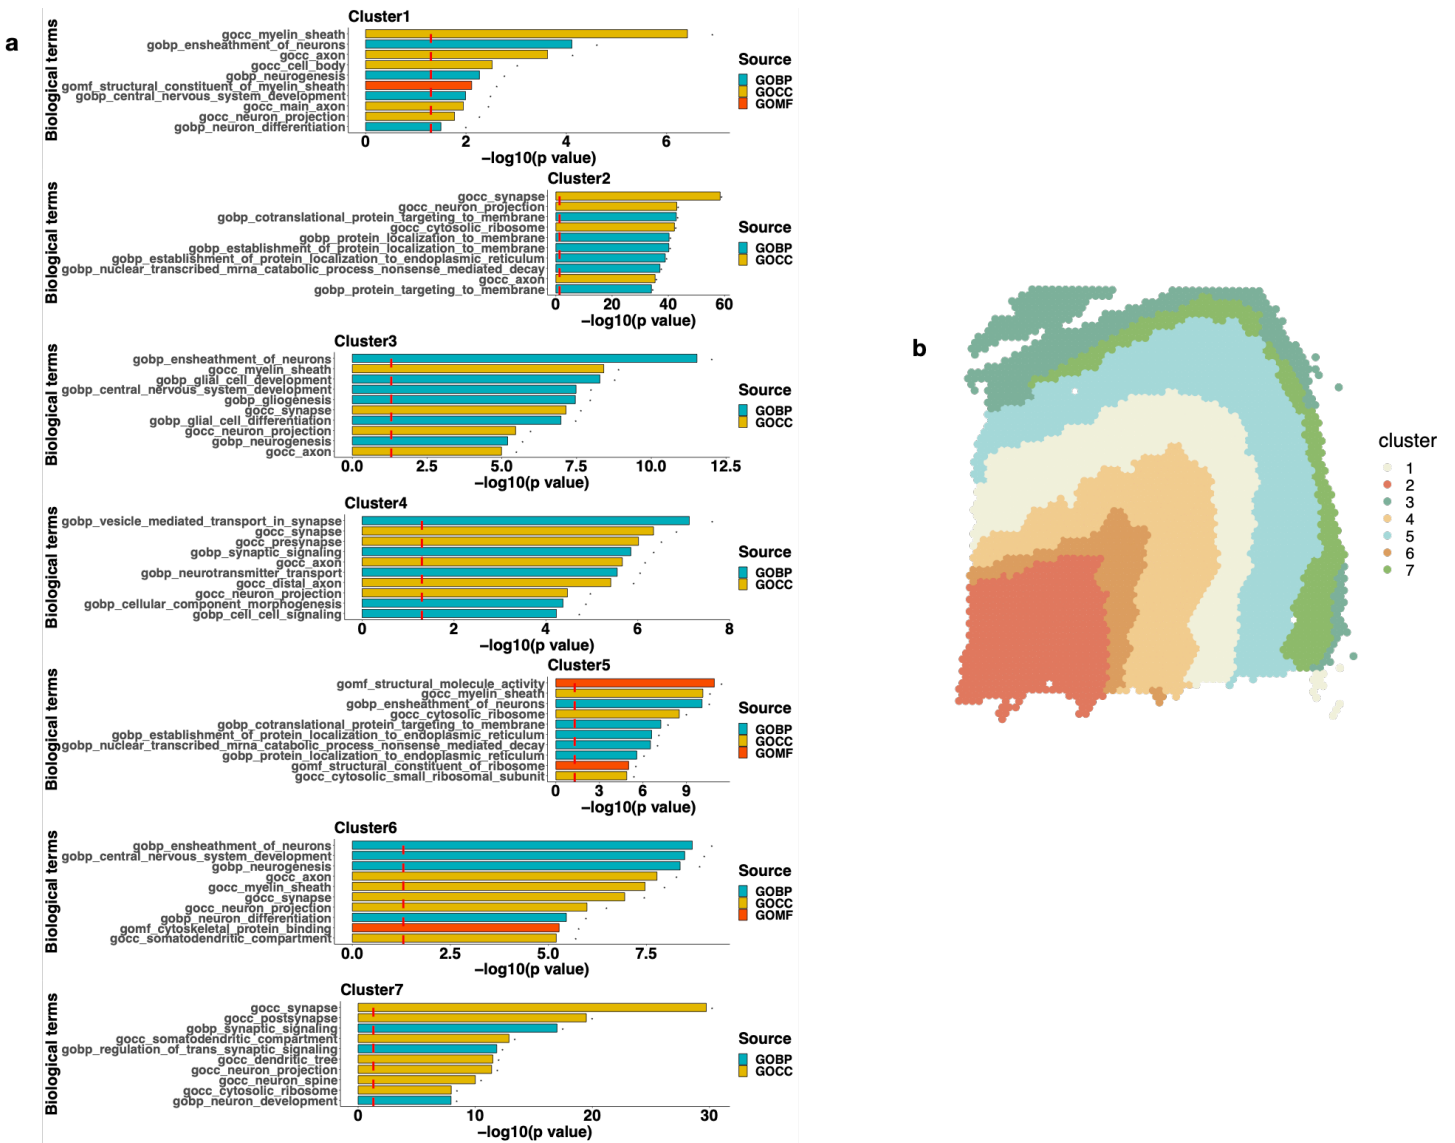 a
Cluster1
Biological terms
gocc_myelin_sheath
gobp_ensheathment_of_neurons
gocc_axon
gocc_cell_body
gobp_neurogenesis
gomf_structural_constituent_of_myelin_sheath
gobp_central_nervous_system_development
gocc_main_axon
gocc_neuron_projection
gobp_neuron_differentiation
0 2 4 6
−log10(p value)
Source
GOBP
GOCC
GOMF
Cluster2
Biological terms
gocc_synapse
gocc_neuron_projection
gobp_cotranslational_protein_targeting_to_membrane
gocc_cytosolic_ribosome
gobp_protein_localization_to_membrane
gobp_establishment_of_protein_localization_to_membrane
gobp_establishment_of_protein_localization_to_endoplasmic_reticulum
gobp_nuclear_transcribed_mrna_catabolic_process_nonsense_mediated_decay
gocc_axon
gobp_protein_targeting_to_membrane
0 20 40 60
−log10(p value)
Source
GOBP
GOCC
Cluster3
Biological terms
gobp_ensheathment_of_neurons
gocc_myelin_sheath
gobp_glial_cell_development
gobp_central_nervous_system_development
gobp_gliogenesis
gocc_synapse
gobp_glial_cell_differentiation
gocc_neuron_projection
gobp_neurogenesis
gocc_axon
0.0 2.5 5.0 7.5 10.0 12.5
−log10(p value)
Source
GOBP
GOCC
Cluster4
Biological terms
gobp_vesicle_mediated_transport_in_synapse
gocc_synapse
gocc_presynapse
gobp_synaptic_signaling
gocc_axon
gobp_neurotransmitter_transport
gocc_distal_axon
gocc_neuron_projection
gobp_cellular_component_morphogenesis
gobp_cell_cell_signaling
0 2 4 6 8
−log10(p value)
Source
GOBP
GOCC
Cluster5
Biological terms
gomf_structural_molecule_activity
gocc_myelin_sheath
gobp_ensheathment_of_neurons
gocc_cytosolic_ribosome
gobp_cotranslational_protein_targeting_to_membrane
gobp_establishment_of_protein_localization_to_endoplasmic_reticulum
gobp_nuclear_transcribed_mrna_catabolic_process_nonsense_mediated_decay
gobp_protein_localization_to_endoplasmic_reticulum
gomf_structural_constituent_of_ribosome
gocc_cytosolic_small_ribosomal_subunit
0 3 6 9
−log10(p value)
Source
GOBP
GOCC
GOMF
Cluster6
Biological terms
gobp_ensheathment_of_neurons
gobp_central_nervous_system_development
gobp_neurogenesis
gocc_axon
gocc_myelin_sheath
gocc_synapse
gocc_neuron_projection
gobp_neuron_differentiation
gomf_cytoskeletal_protein_binding
gocc_somatodendritic_compartment
0.0 2.5 5.0 7.5
−log10(p value)
Source
GOBP
GOCC
GOMF
Cluster7
Biological terms
gocc_synapse
gocc_postsynapse
gobp_synaptic_signaling
gocc_somatodendritic_compartment
gobp_regulation_of_trans_synaptic_signaling
gocc_dendritic_tree
gocc_neuron_projection
gocc_neuron_spine
gocc_cytosolic_ribosome
gobp_neuron_development
0 10 20 30
−log10(p value)
Source
GOBP
GOCC
b
cluster
1
2
3
4
5
6
7